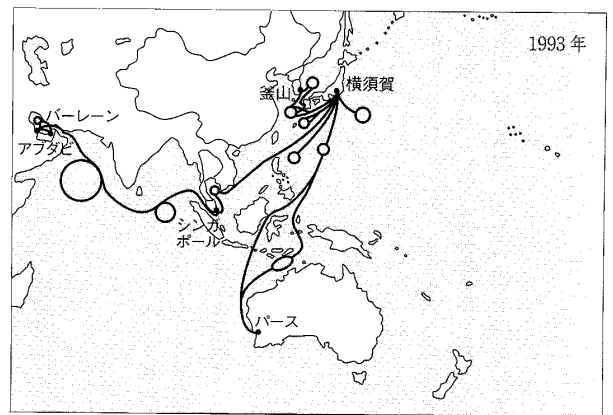 1993年
横須賀
釜山
バーレーン
アブダビ
シンガ
ポール
パース